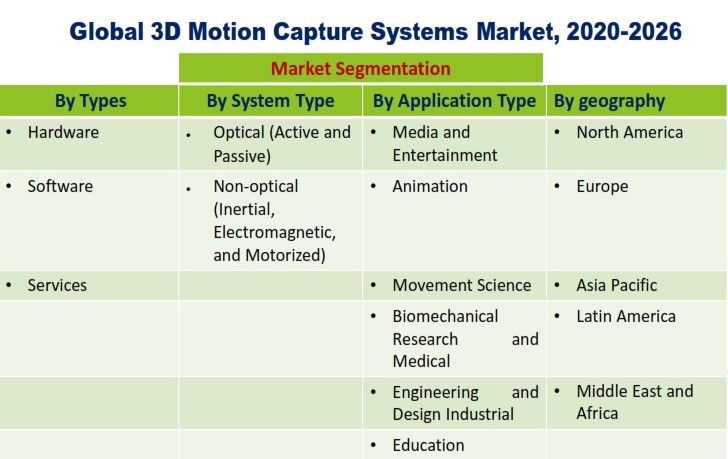 Global 3D Motion Capture Systems Market, 2020-2026
Market Segmentation
By Types
By System Type
By Application Type
By geography
• Hardware
• Optical (Active and
Passive)
• Media and
Entertainment
• North America
• Software
• Non-optical
(Inertial,
Electromagnetic,
and Motorized)
• Animation
• Europe
• Services
• Movement Science
• Asia Pacific
• Biomechanical
Research and
Medical
• Latin America
• Engineering and
Design Industrial
• Middle East and
Africa
• Education